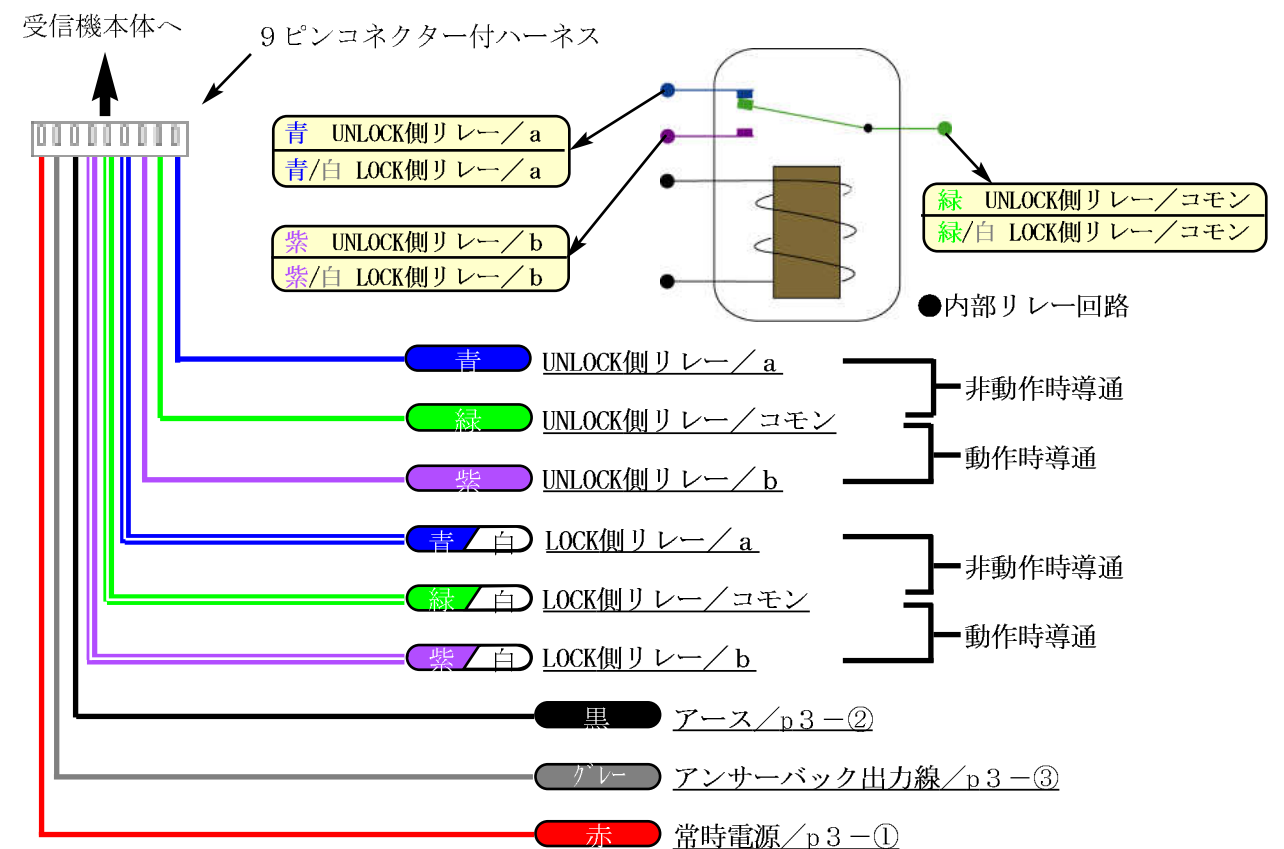 受信機本体へ
9ピンコネクター付ハーネス
青 UNLOCK側リレー／a
青/白 LOCK側リレー／a
紫 UNLOCK側リレー／b
紫/白 LOCK側リレー／b
緑 UNLOCK側リレー／コモン
緑/白 LOCK側リレー／コモン
●内部リレー回路
青 UNLOCK側リレー／a
非動作時導通
緑 UNLOCK側リレー／コモン
動作時導通
紫 UNLOCK側リレー／b
青／白 LOCK側リレー／a
非動作時導通
緑／白 LOCK側リレー／コモン
動作時導通
紫／白 LOCK側リレー／b
黒 アース／p3－②
ｸﾞﾚｰ アンサーバック出力線／p3－③
赤 常時電源／p3－①